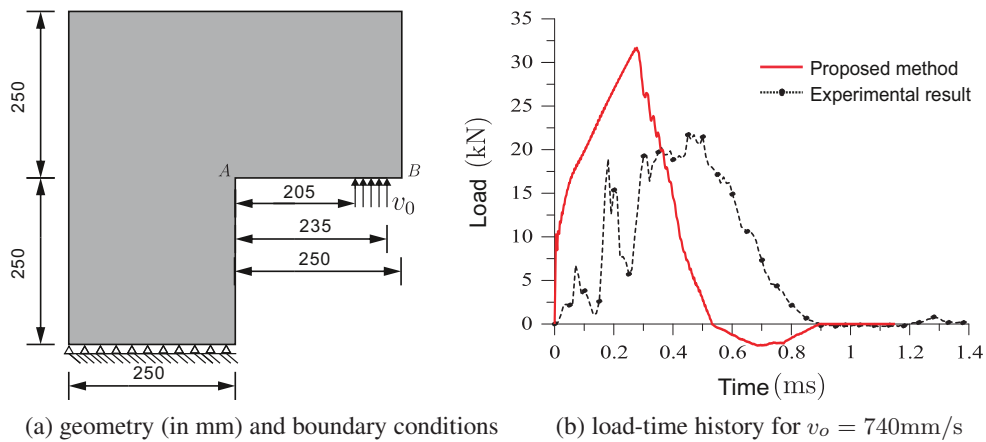 250
250
A
B
205
v₀
235
250
250
(a) geometry (in mm) and boundary conditions
35
30
25
20
15
10
5
0
Load (kN)
Proposed method
Experimental result
0 0.2 0.4 0.6 0.8 1 1.2 1.4
Time (ms)
(b) load-time history for vₒ = 740mm/s